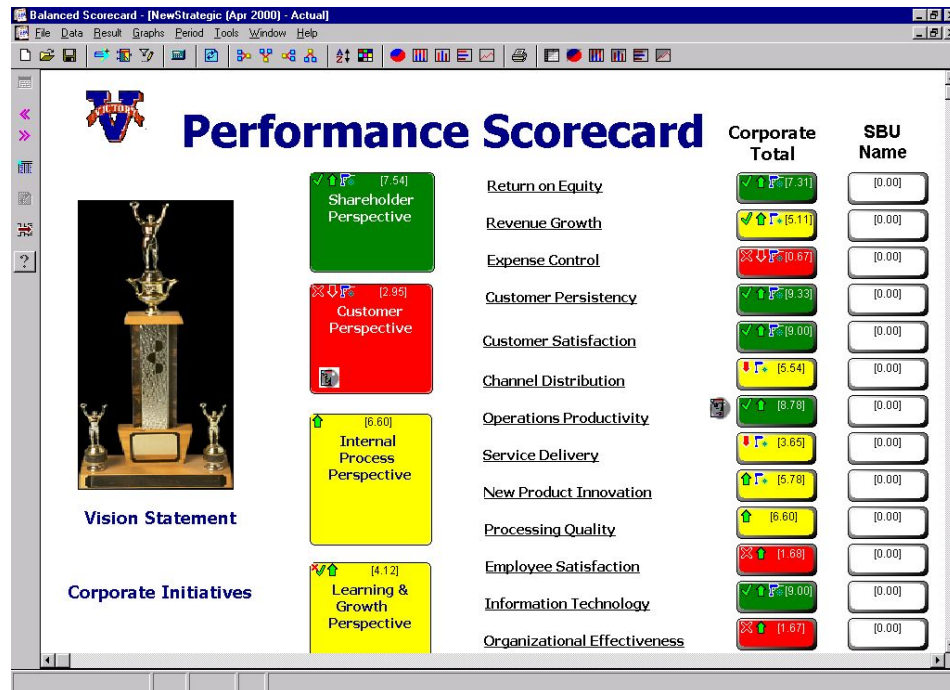 Balanced Scorecard - [NewStrategic (Apr 2000) - Actual]
File Data Result Graphs Period Tools Window Help
VICTORS
V
Performance Scorecard
Corporate Total
SBU Name
[7.54]
Shareholder
Perspective
Return on Equity [7.31] [0.00]
Revenue Growth [5.11] [0.00]
Expense Control [0.67] [0.00]
[2.95]
Customer
Perspective
Customer Persistency [9.33] [0.00]
Customer Satisfaction [9.00] [0.00]
Channel Distribution [5.54] [0.00]
[6.60]
Internal
Process
Perspective
Operations Productivity [8.78] [0.00]
Service Delivery [3.65] [0.00]
New Product Innovation [5.78] [0.00]
Processing Quality [6.60] [0.00]
[4.12]
Learning &
Growth
Perspective
Employee Satisfaction [1.68] [0.00]
Information Technology [9.00] [0.00]
Organizational Effectiveness [1.67] [0.00]
Vision Statement
Corporate Initiatives